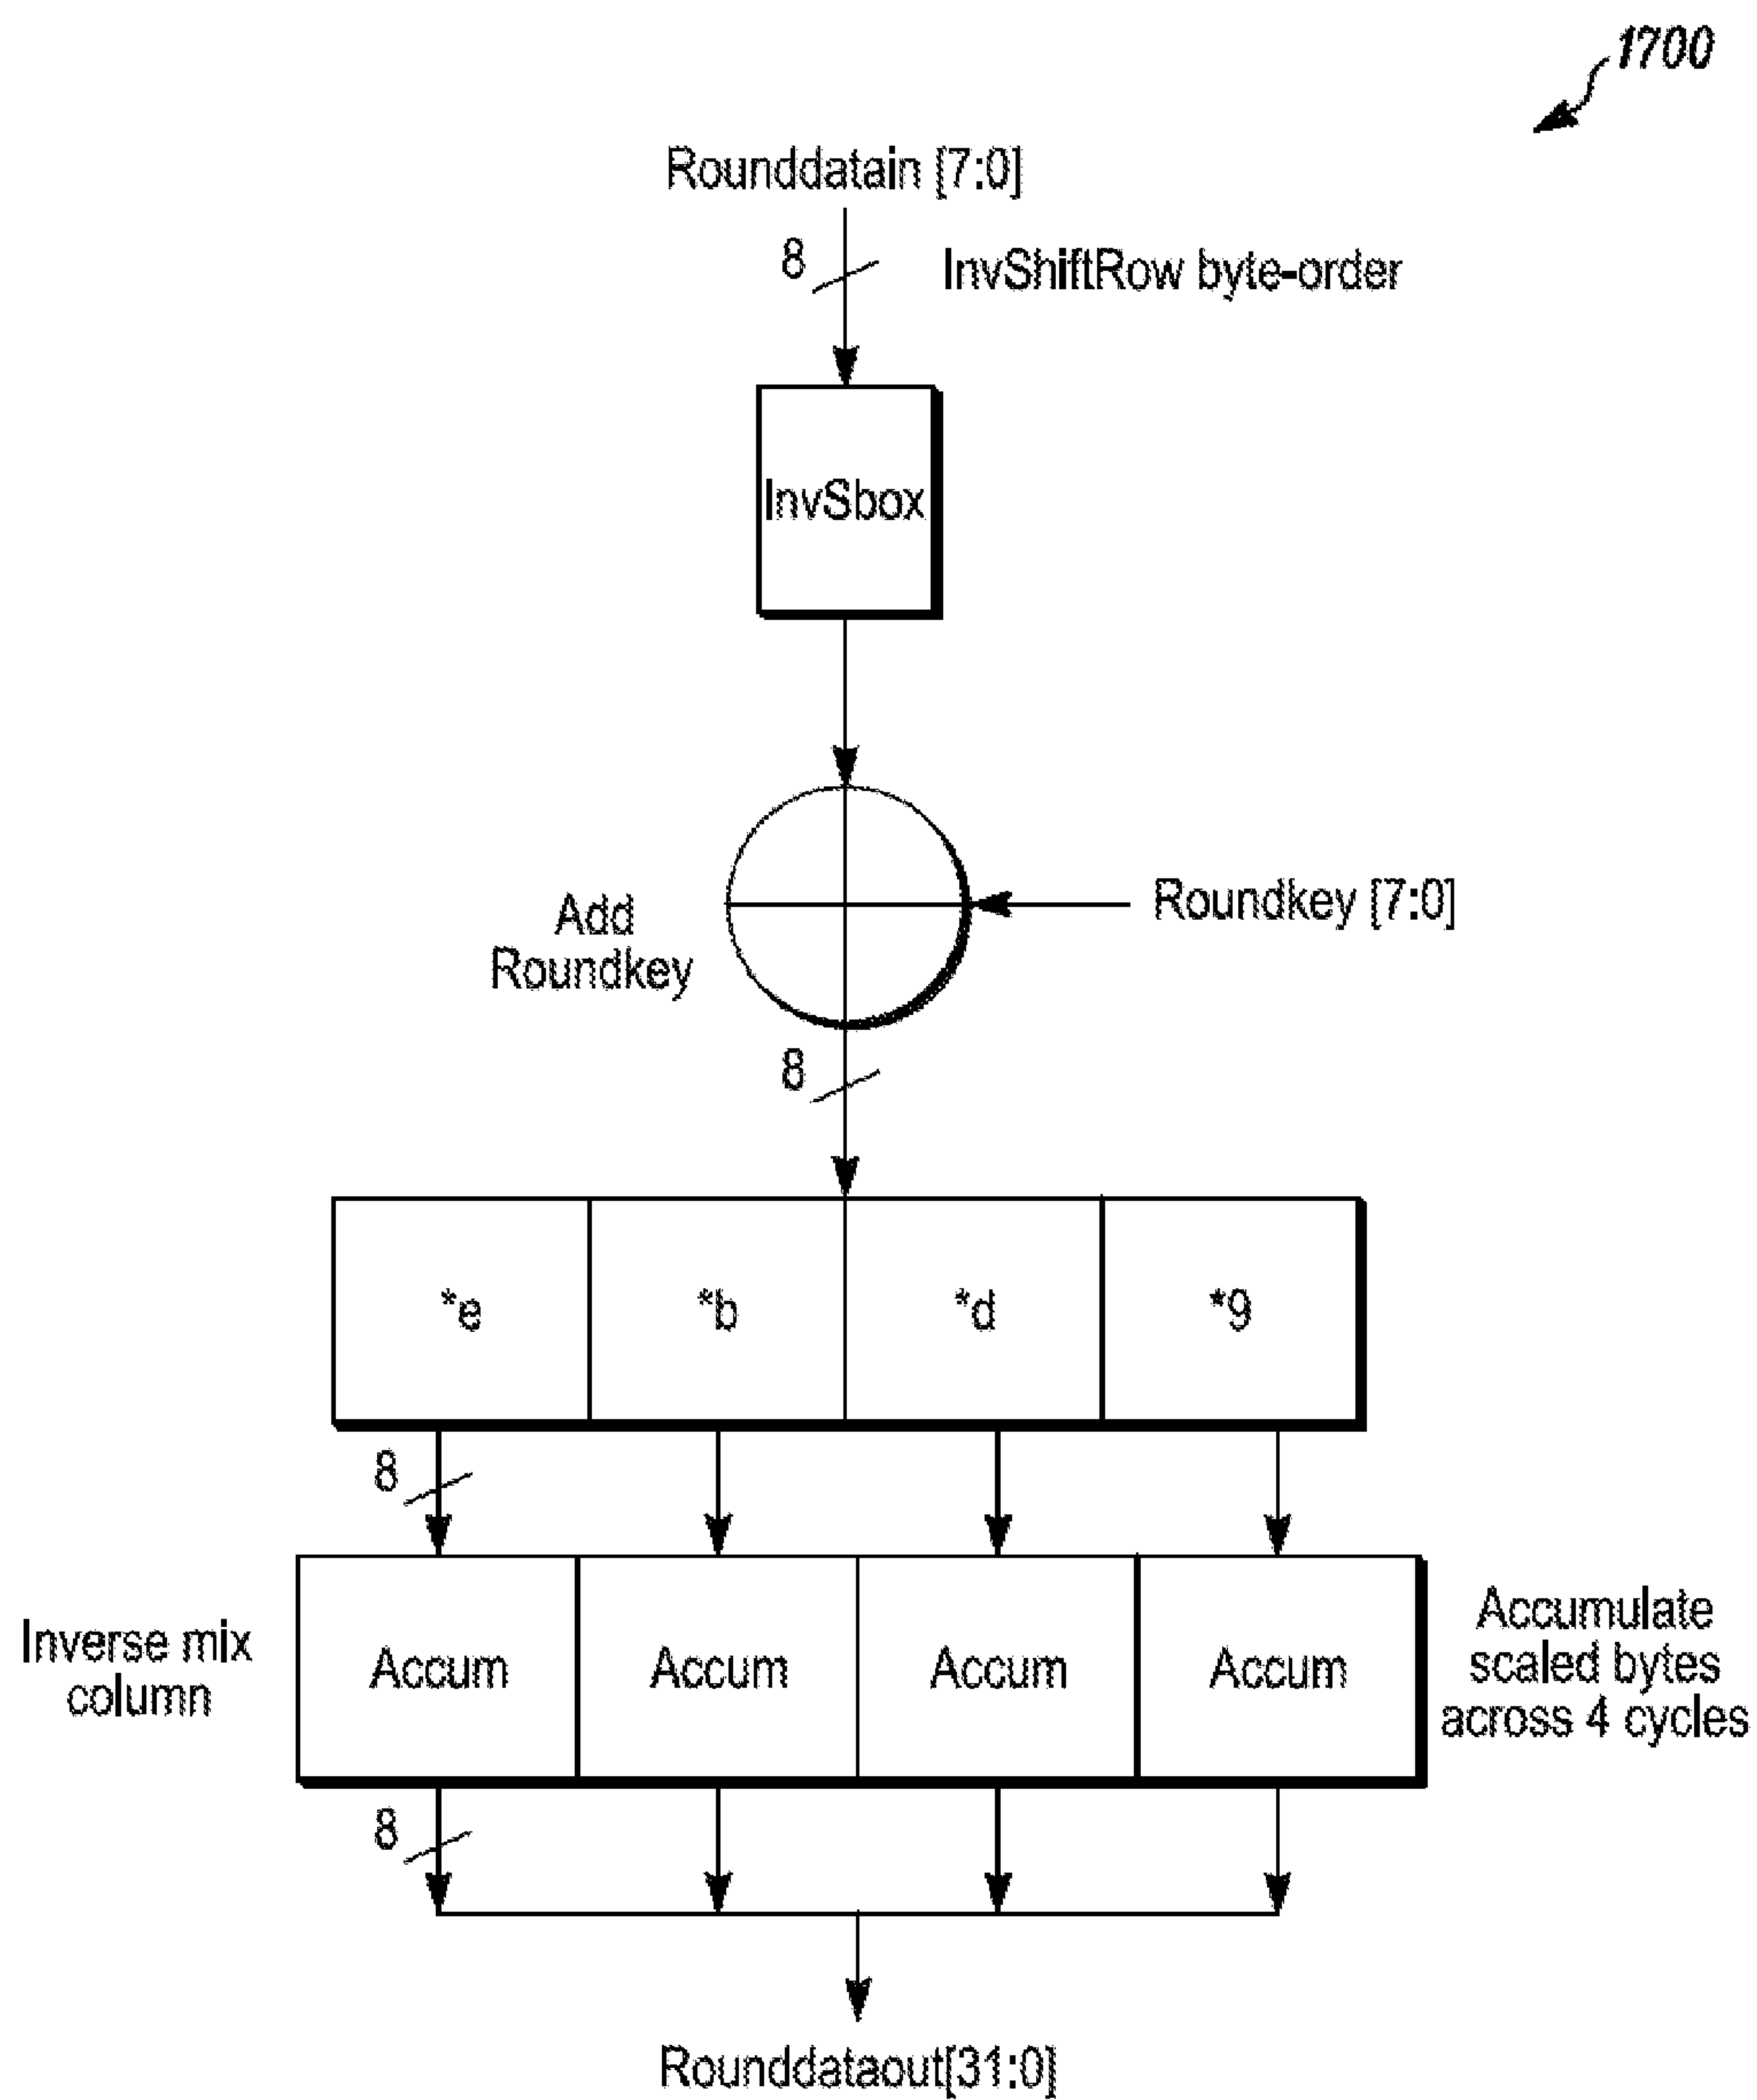 1700
Rounddatain [7:0]
8
InvShiftRow byte-order
InvSbox
Add
Roundkey
Roundkey [7:0]
8
*e
*b
*d
*9
8
Inverse mix
column
Accum
Accum
Accum
Accum
Accumulate
scaled bytes
across 4 cycles
8
Rounddataout[31:0]